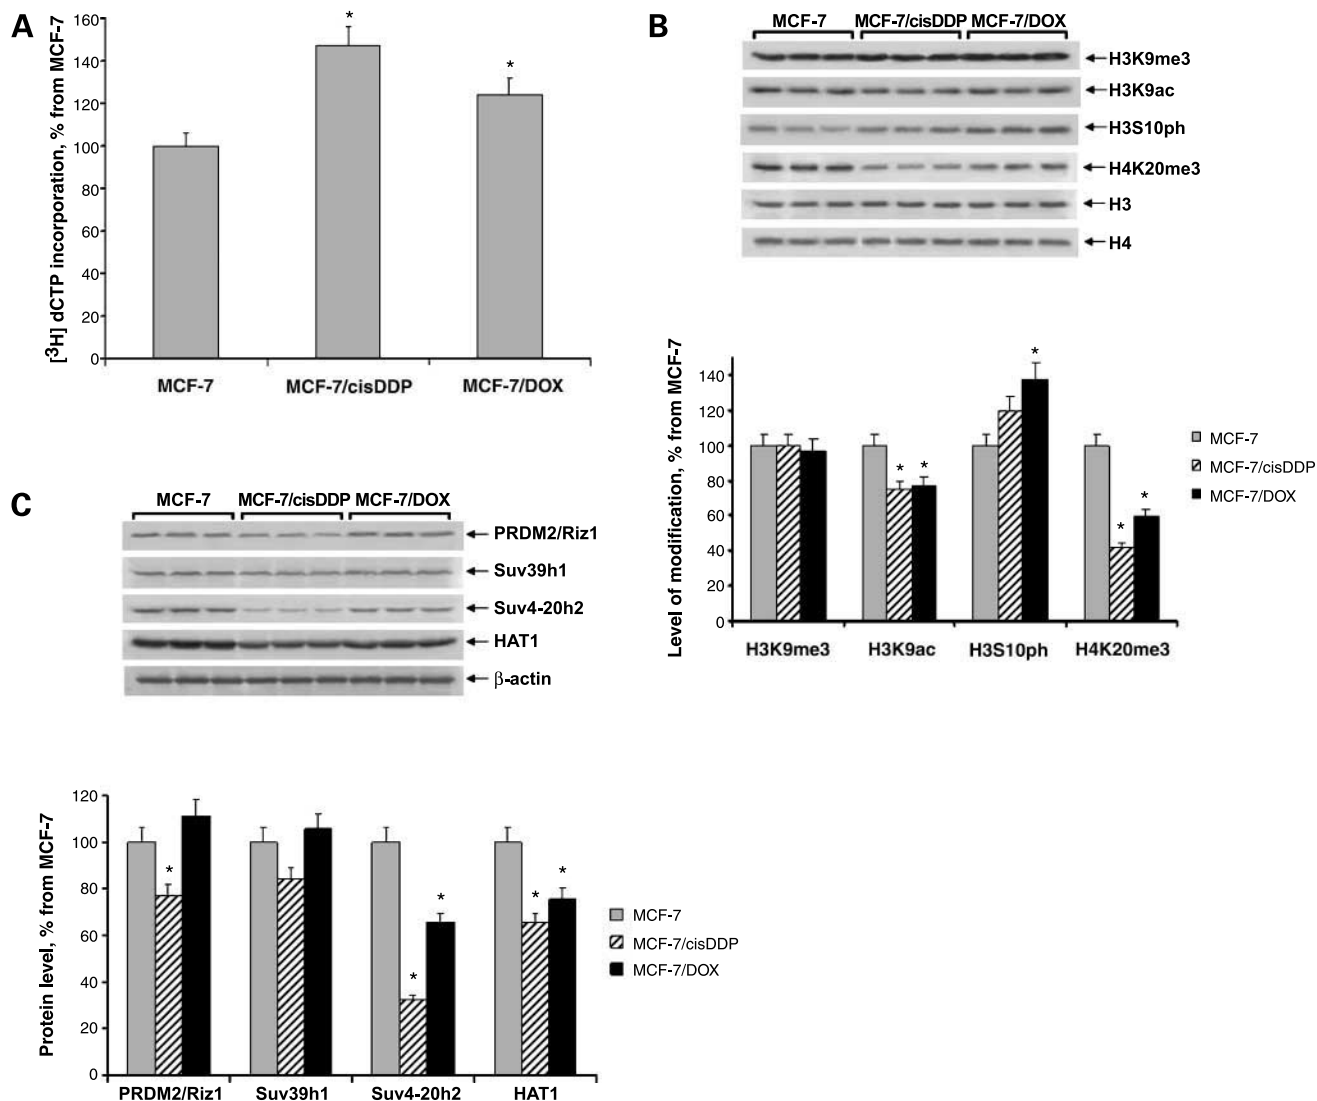 A
[³H] dCTP incorporation, % from MCF-7
160
140
120
100
80
60
40
20
0
*
*
MCF-7
MCF-7/cisDDP
MCF-7/DOX
B
MCF-7
MCF-7/cisDDP
MCF-7/DOX
H3K9me3
H3K9ac
H3S10ph
H4K20me3
H3
H4
Level of modification, % from MCF-7
140
120
100
80
60
40
20
0
*
*
*
*
*
H3K9me3
H3K9ac
H3S10ph
H4K20me3
MCF-7
MCF-7/cisDDP
MCF-7/DOX
C
MCF-7
MCF-7/cisDDP
MCF-7/DOX
PRDM2/Riz1
Suv39h1
Suv4-20h2
HAT1
β-actin
Protein level, % from MCF-7
120
100
80
60
40
20
0
*
*
*
*
*
PRDM2/Riz1
Suv39h1
Suv4-20h2
HAT1
MCF-7
MCF-7/cisDDP
MCF-7/DOX